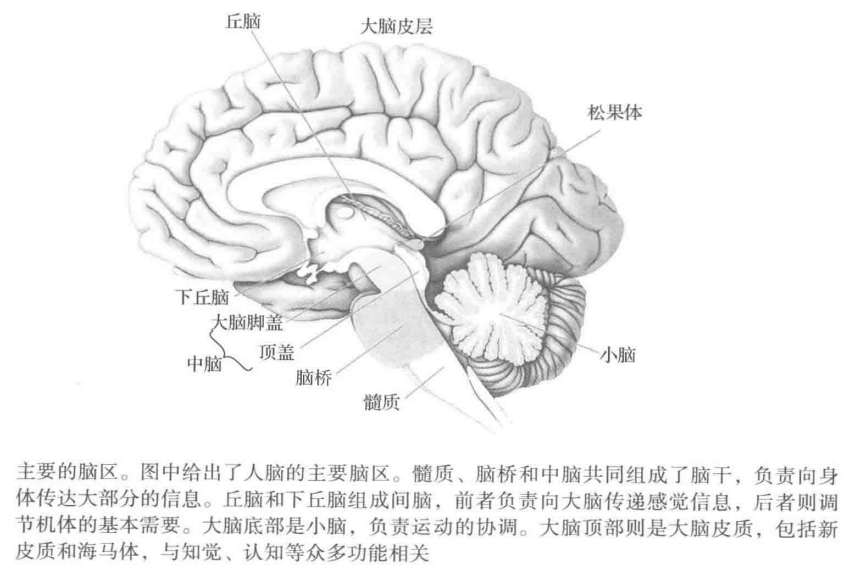 丘脑
大脑皮层
松果体
下丘脑
大脑脚盖
中脑
顶盖
脑桥
髓质
小脑
主要的脑区。图中给出了人脑的主要脑区。髓质、脑桥和中脑共同组成了脑干，负责向身
体传达大部分的信息。丘脑和下丘脑组成间脑，前者负责向大脑传递感觉信息，后者则调
节机体的基本需要。大脑底部是小脑，负责运动的协调。大脑顶部则是大脑皮质，包括新
皮质和海马体，与知觉、认知等众多功能相关